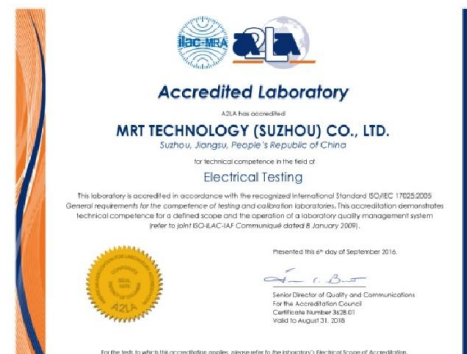 ilac-MRA
A2LA
Accredited Laboratory
A2LA has accredited
MRT TECHNOLOGY (SUZHOU) CO., LTD.
Suzhou, Jiangsu, People's Republic of China
for technical competence in the field of
Electrical Testing
This laboratory is accredited in accordance with the recognized International Standard ISO/IEC 17025:2005
General requirements for the competence of testing and calibration laboratories. This accreditation demonstrates
technical competence for a defined scope and the operation of a laboratory quality management system
(refer to joint ISO-ILAC-IAF Communiqué dated 8 January 2009).
Presented this 6th day of September 2016.
Senior Director of Quality and Communications
For the Accreditation Council
Certificate Number 3628.01
Valid to August 31, 2018
SEAL
A2LA
For the tests to which this accreditation applies, please refer to the laboratory's Electrical Scope of Accreditation.